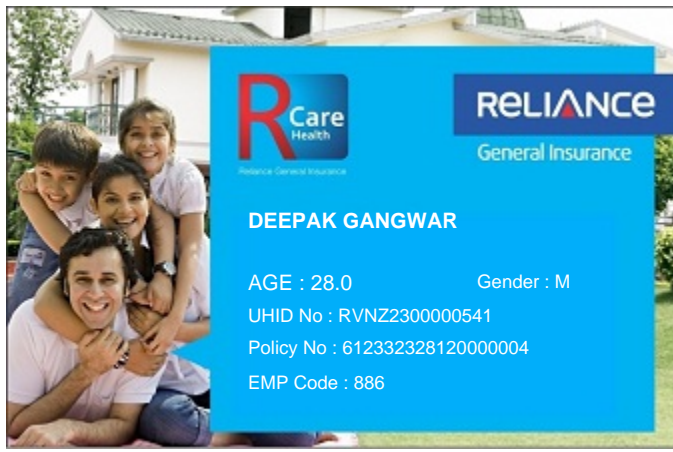 R Care
Health
Reliance General Insurance
RELIANCE
General Insurance
DEEPAK GANGWAR
AGE : 28.0 Gender : M
UHID No : RVNZ2300000541
Policy No : 612332328120000004
EMP Code : 886